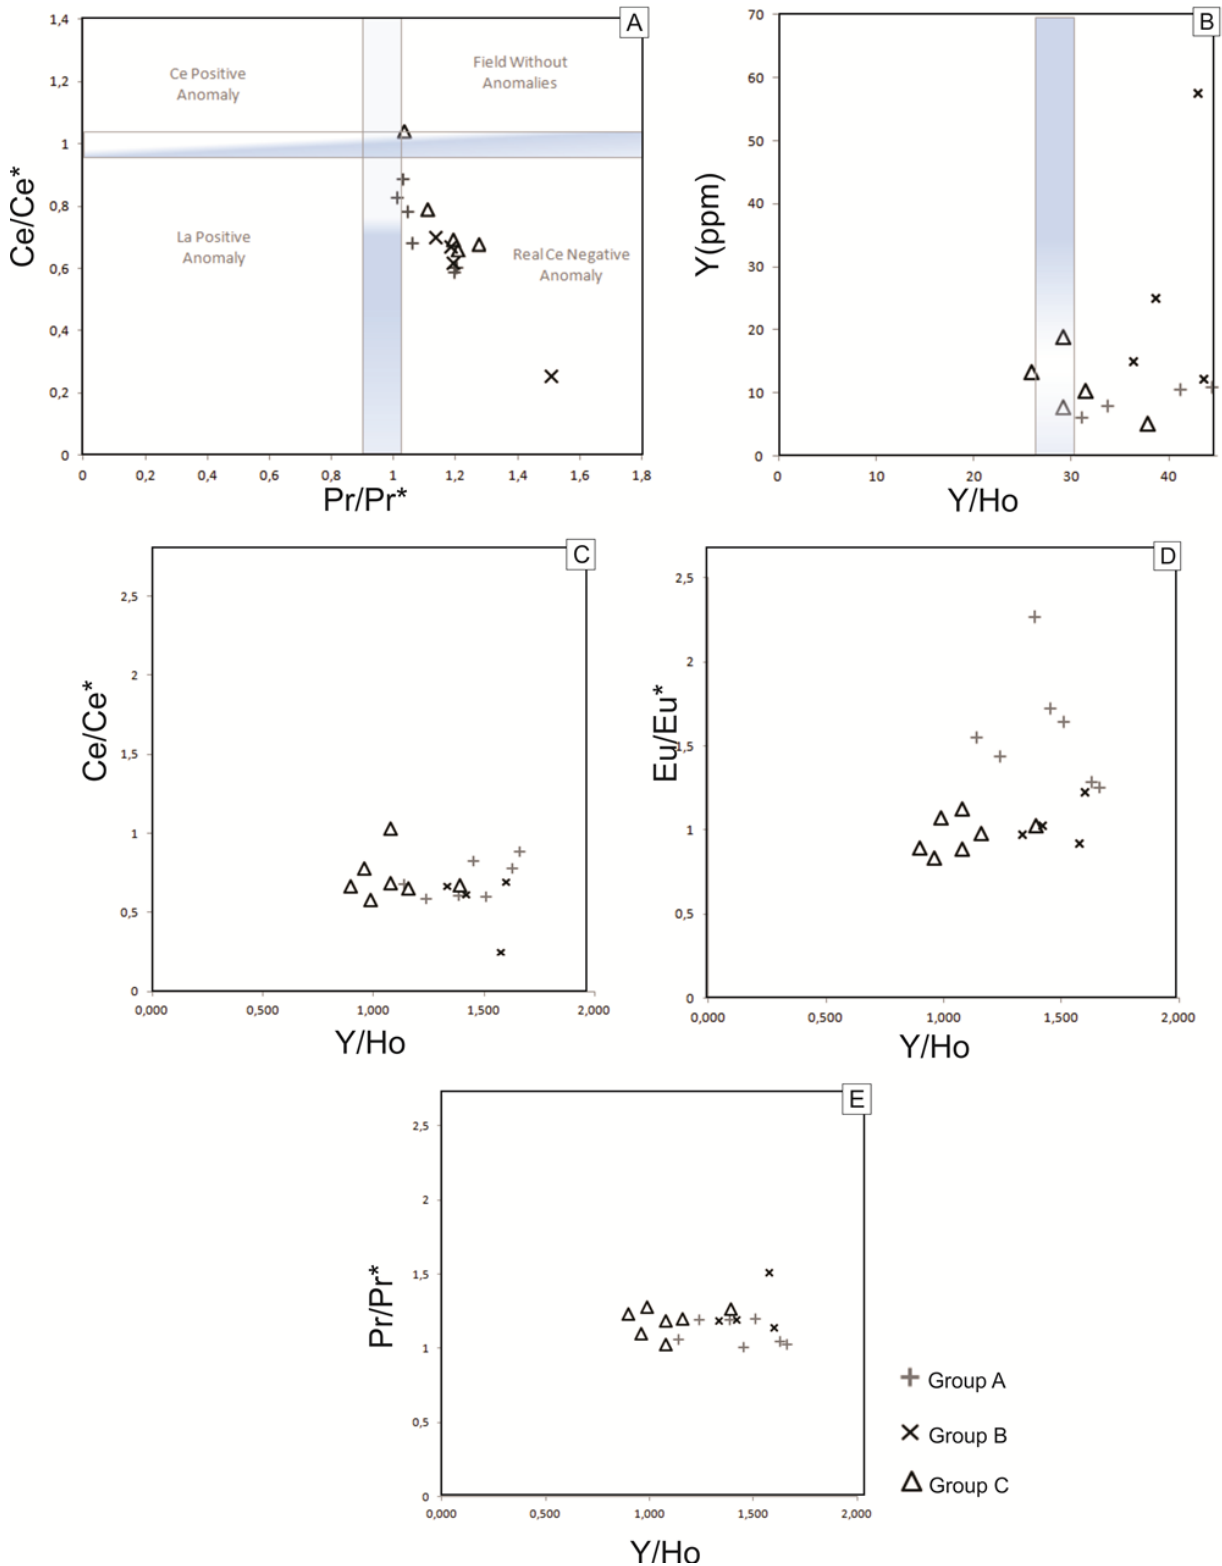 A
1,4
1,2
1
0,8
0,6
0,4
0,2
0
Ce/Ce*
Ce Positive
Anomaly
Field Without
Anomalies
La Positive
Anomaly
Real Ce Negative
Anomaly
0 0,2 0,4 0,6 0,8 1 1,2 1,4 1,6 1,8
Pr/Pr*
B
70
60
50
40
30
20
10
0
Y(ppm)
0 10 20 30 40
Y/Ho
C
2,5
2
1,5
1
0,5
0
Ce/Ce*
0,000 0,500 1,000 1,500 2,000
Y/Ho
D
2,5
2
1,5
1
0,5
0
Eu/Eu*
0,000 0,500 1,000 1,500 2,000
Y/Ho
E
2,5
2
1,5
1
0,5
0
Pr/Pr*
0,000 0,500 1,000 1,500 2,000
Y/Ho
Group A
Group B
Group C